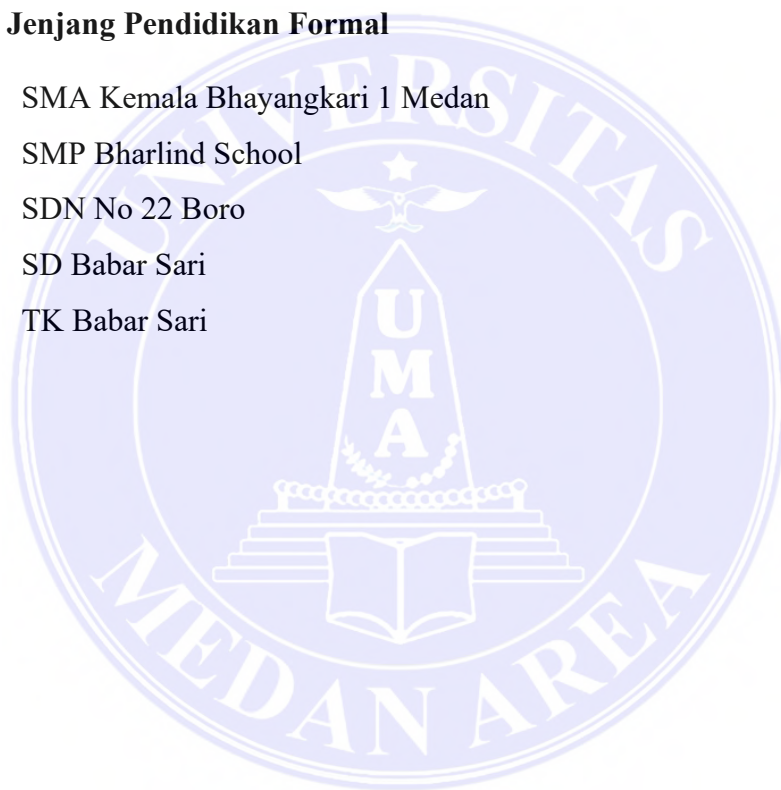 Jenjang Pendidikan Formal
SMA Kemala Bhayangkari 1 Medan
SMP Bharlind School
SDN No 22 Boro
SD Babar Sari
TK Babar Sari
UNIVERSITAS
U
M
A
MEDAN AREA